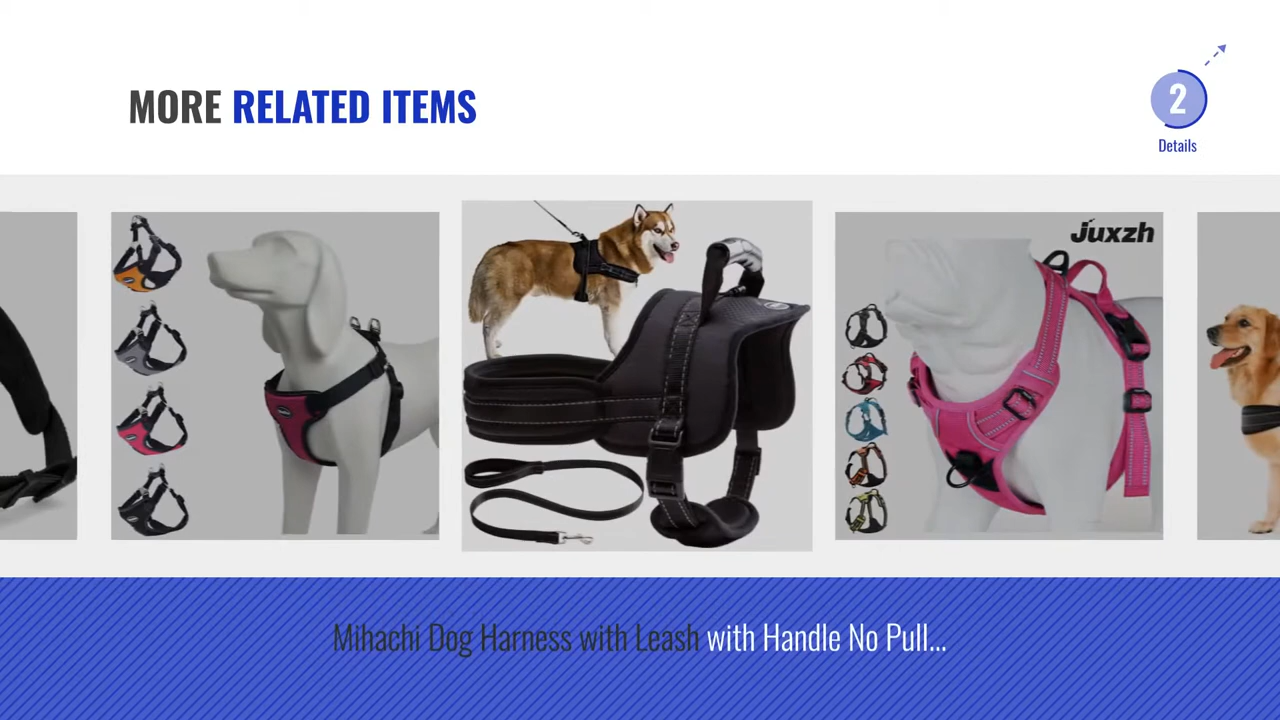 MORE RELATED ITEMS
2
Details
Juxzh
Mihachi Dog Harness with Leash with Handle No Pull...